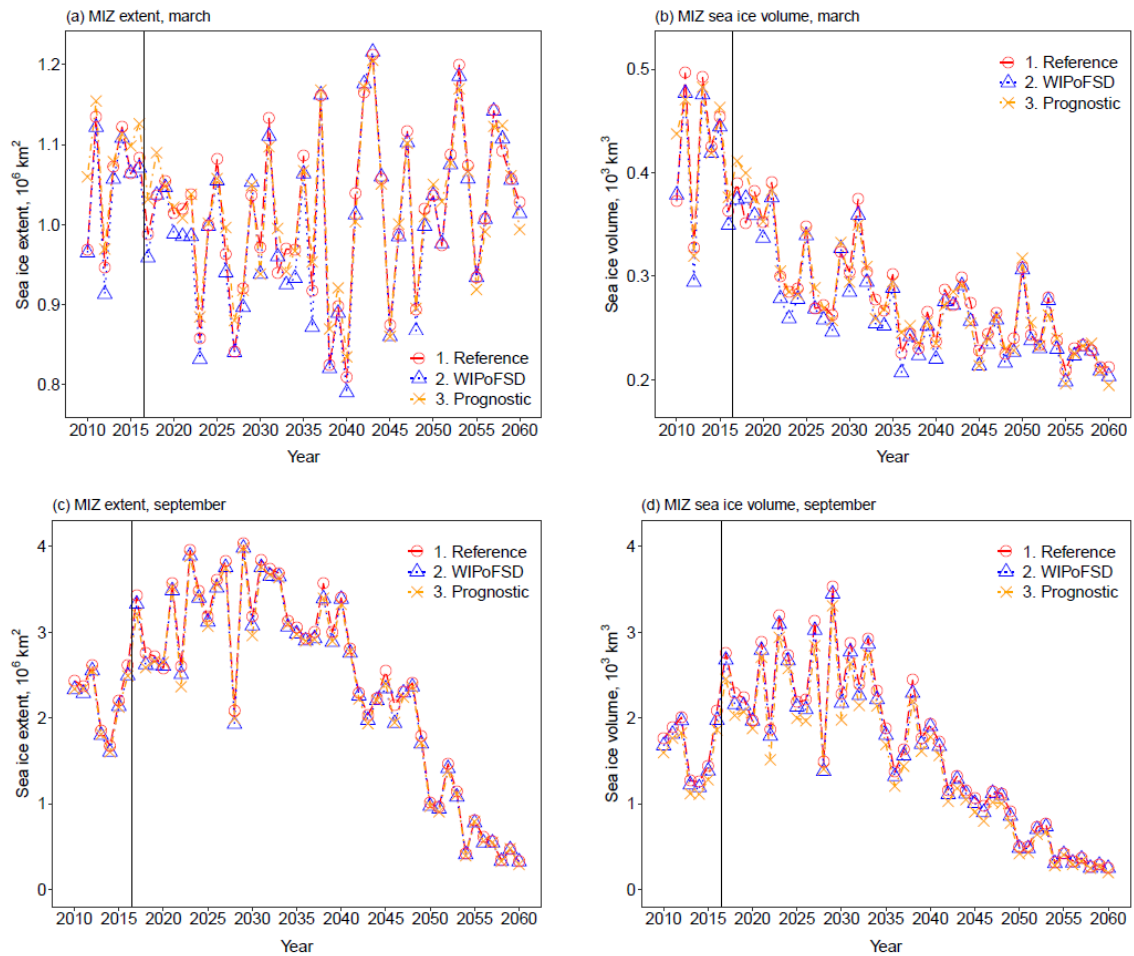 (a) MIZ extent, march
1.2
1.1
1.0
0.9
0.8
Sea ice extent, 10⁶ km²
1. Reference
2. WIPoFSD
3. Prognostic
2010 2015 2020 2025 2030 2035 2040 2045 2050 2055 2060
Year
(b) MIZ sea ice volume, march
0.5
0.4
0.3
0.2
Sea ice volume, 10³ km³
1. Reference
2. WIPoFSD
3. Prognostic
2010 2015 2020 2025 2030 2035 2040 2045 2050 2055 2060
Year
(c) MIZ extent, september
4
3
2
1
0
Sea ice extent, 10⁶ km²
1. Reference
2. WIPoFSD
3. Prognostic
2010 2015 2020 2025 2030 2035 2040 2045 2050 2055 2060
Year
(d) MIZ sea ice volume, september
4
3
2
1
0
Sea ice volume, 10³ km³
1. Reference
2. WIPoFSD
3. Prognostic
2010 2015 2020 2025 2030 2035 2040 2045 2050 2055 2060
Year